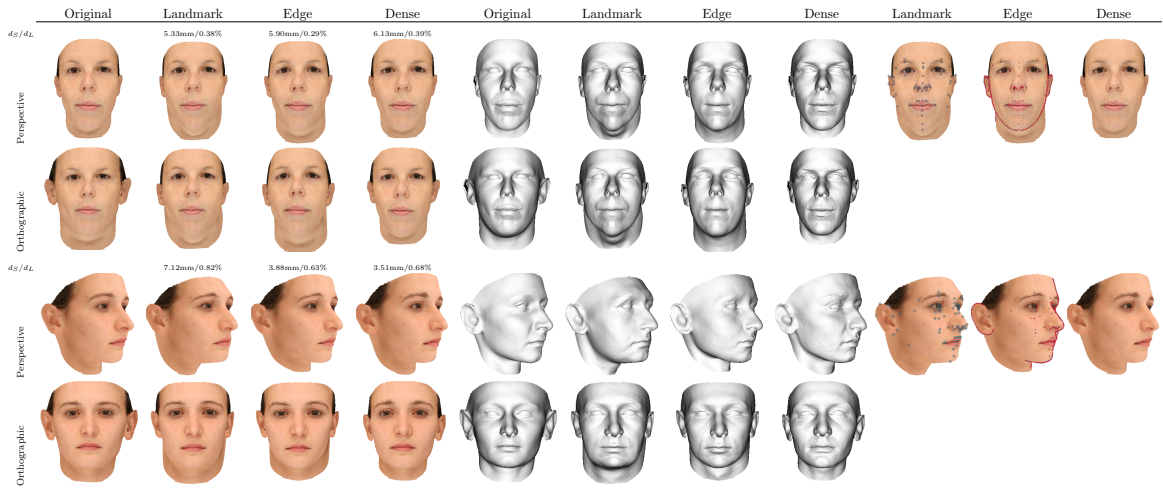 Original Landmark Edge Dense Original Landmark Edge Dense Landmark Edge Dense
d_S/d_L 5.33mm/0.38% 5.90mm/0.29% 6.13mm/0.39%
Perspective
Orthographic
d_S/d_L 7.12mm/0.82% 3.88mm/0.63% 3.51mm/0.68%
Perspective
Orthographic